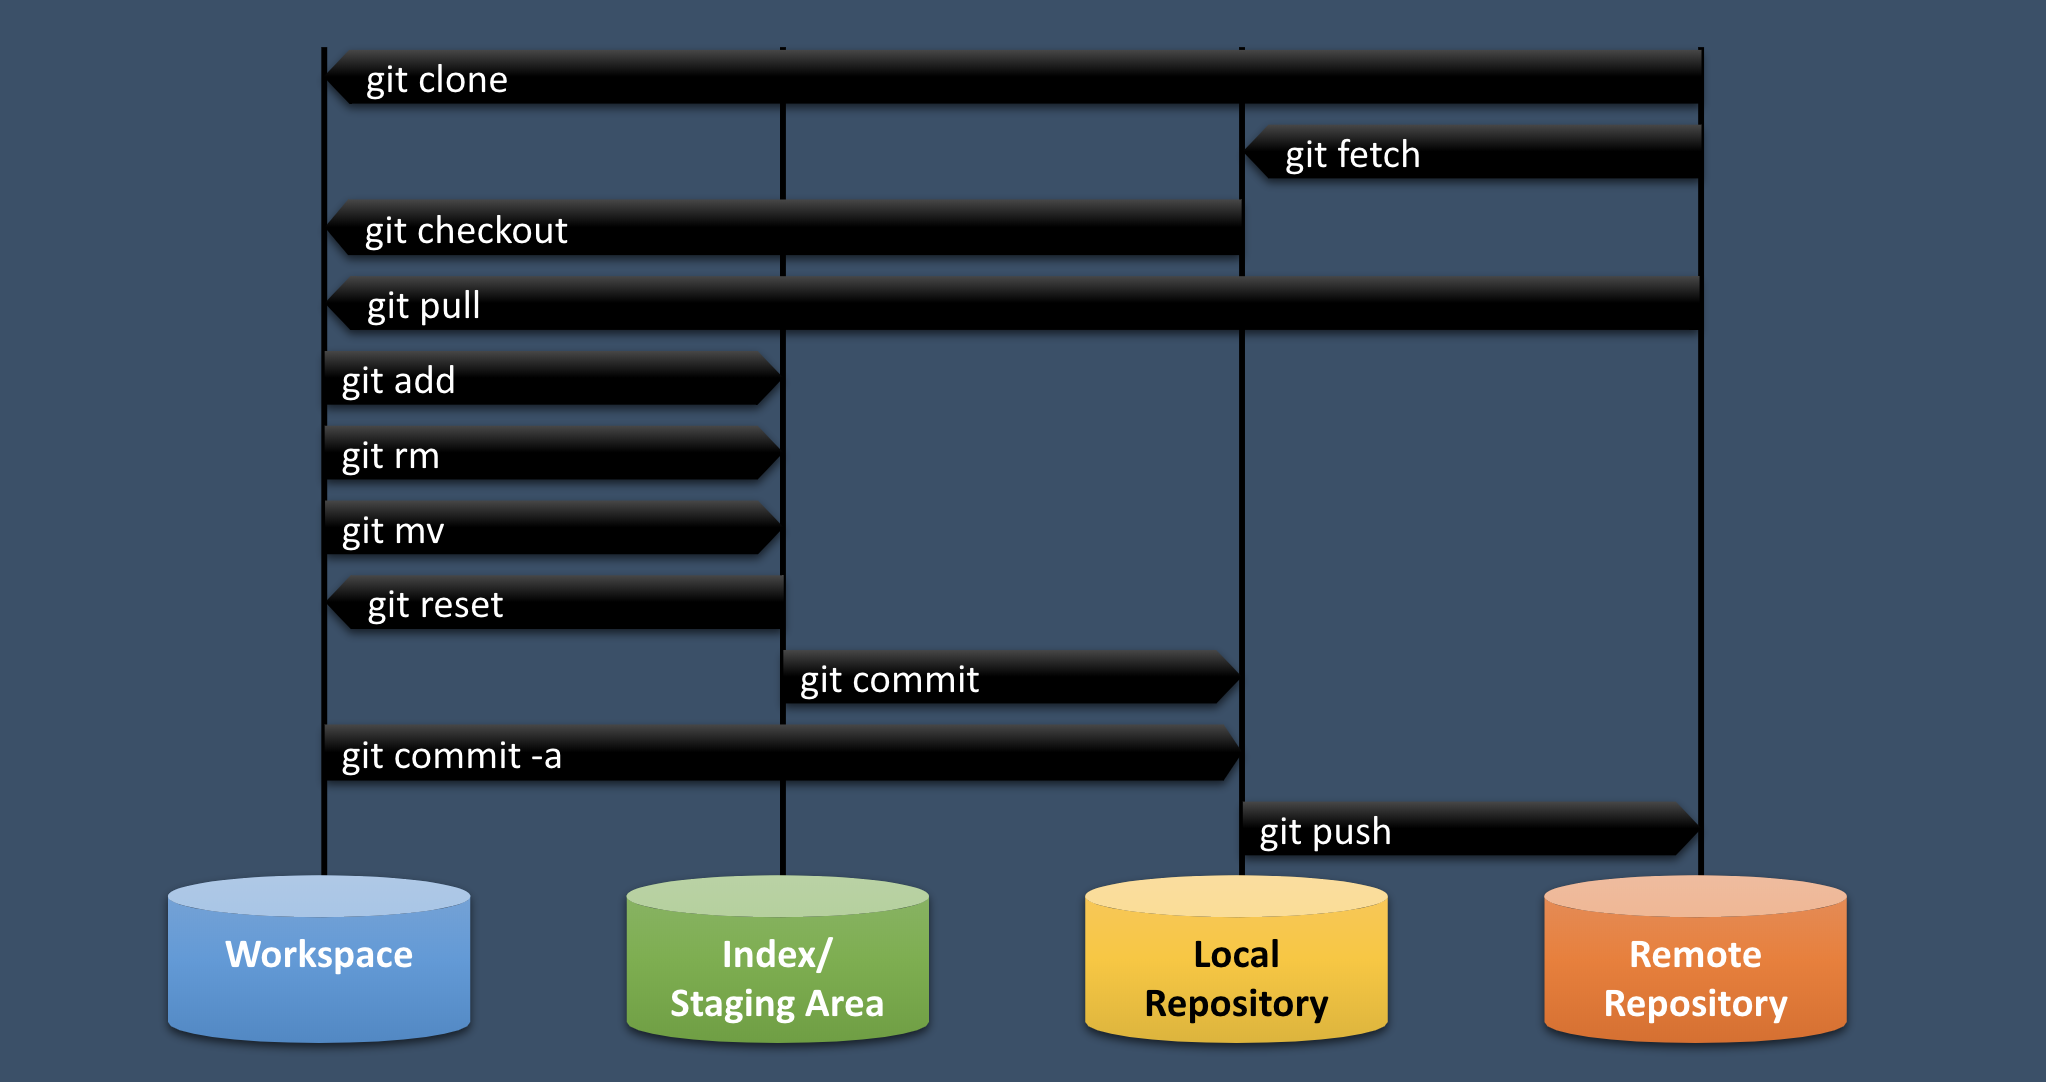 git clone
git fetch
git checkout
git pull
git add
git rm
git mv
git reset
git commit
git commit -a
git push
Workspace
Index/
Staging Area
Local
Repository
Remote
Repository